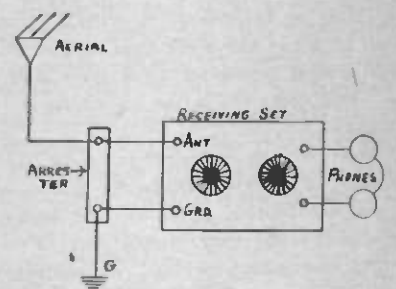 AERIAL
RECEIVING SET
ANT
ARRES-
TER
PHONES
GRD
G